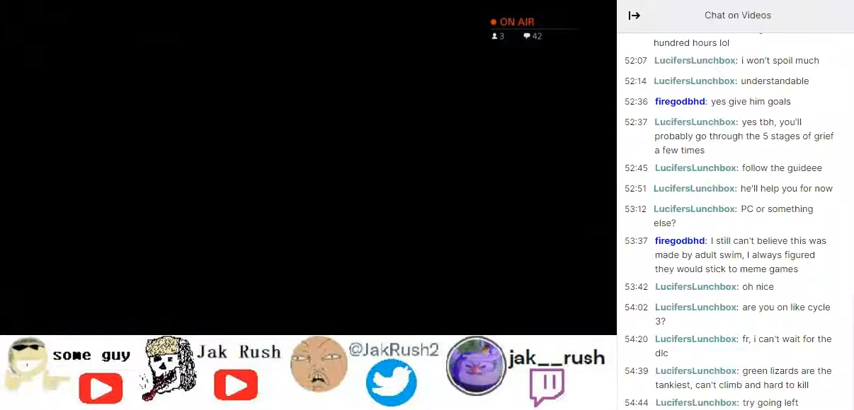 ON AIR
3 42
Chat on Videos
hundred hours lol
52:07 LucifersLunchbox: i won't spoil much
52:14 LucifersLunchbox: understandable
52:36 firegodbhd: yes give him goals
52:37 LucifersLunchbox: yes tbh, you'll
probably go through the 5 stages of grief
a few times
52:45 LucifersLunchbox: follow the guideee
52:51 LucifersLunchbox: he'll help you for now
53:12 LucifersLunchbox: PC or something
else?
53:37 firegodbhd: I still can't believe this was
made by adult swim, I always figured
they would stick to meme games
53:42 LucifersLunchbox: oh nice
54:02 LucifersLunchbox: are you on like cycle
3?
54:20 LucifersLunchbox: fr, i can't wait for the
dlc
54:39 LucifersLunchbox: green lizards are the
tankiest, can't climb and hard to kill
54:44 LucifersLunchbox: try going left
some guy
Jak Rush
@JakRush2
jak__rush